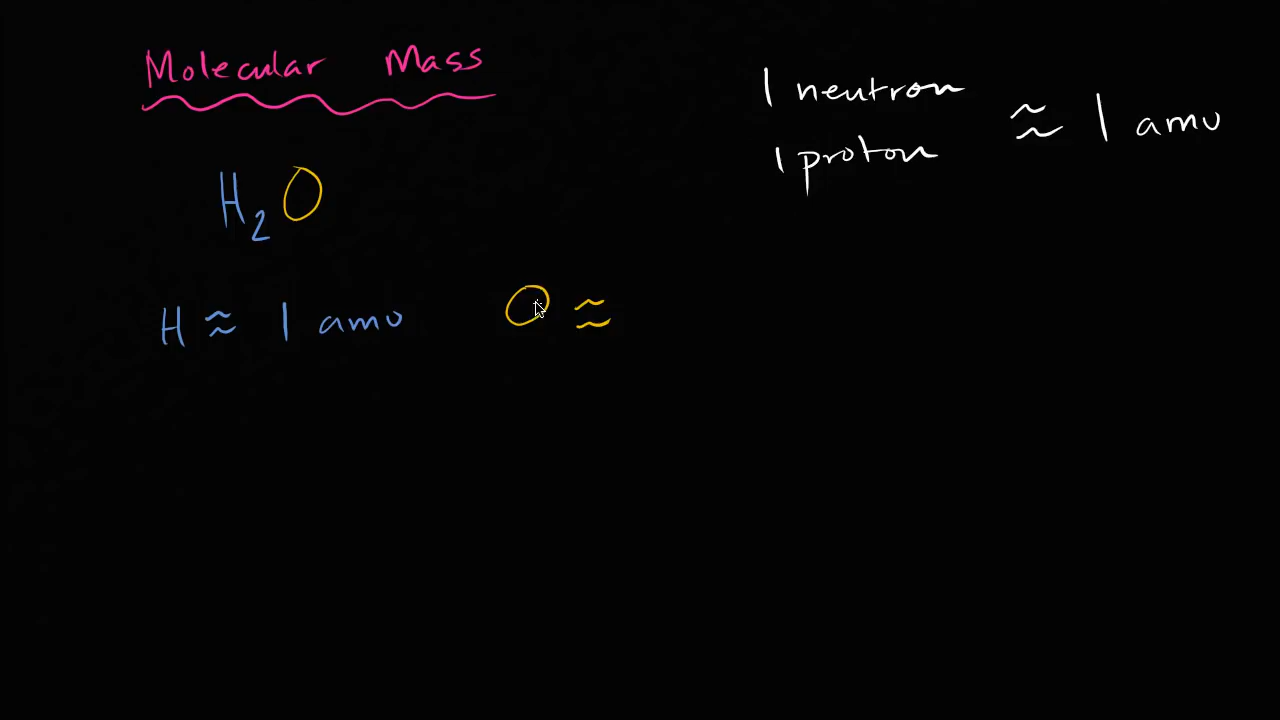 Molecular Mass
1 neutron
1 proton ≈ 1 amu
H₂O
H ≈ 1 amu O ≈